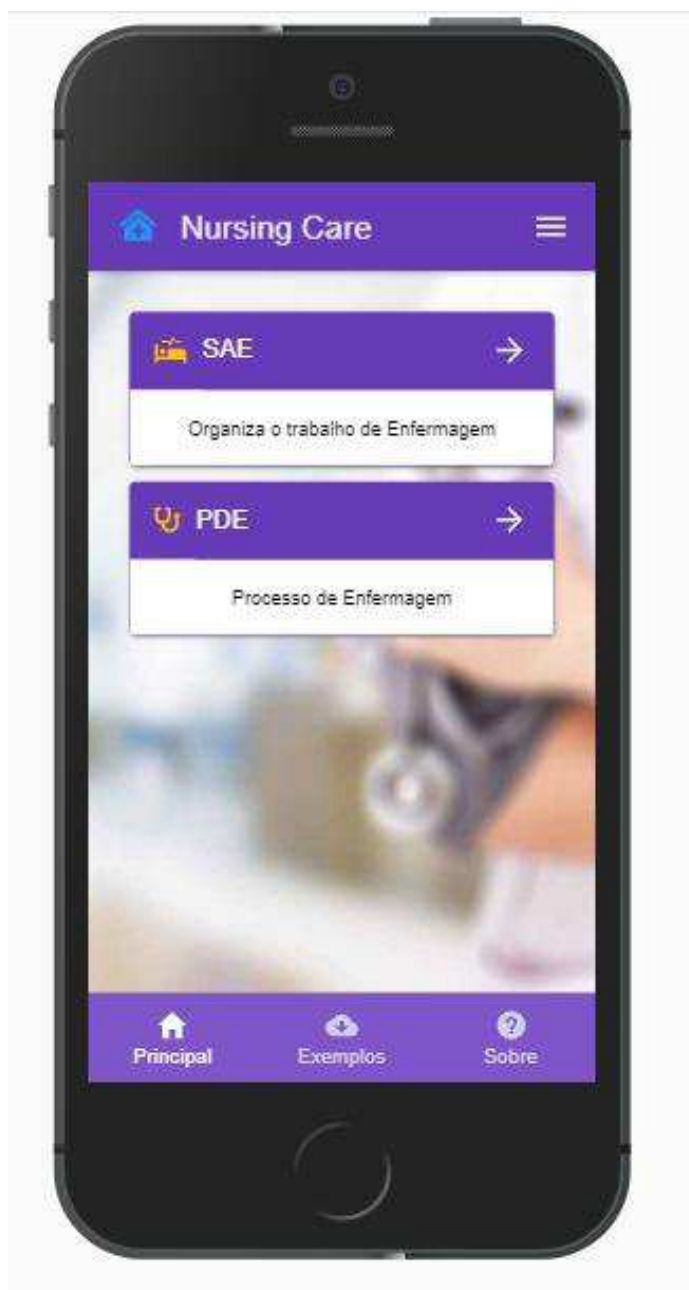 Nursing Care
SAE
Organiza o trabalho de Enfermagem
PDE
Processo de Enfermagem
Principal
Exemplos
Sobre